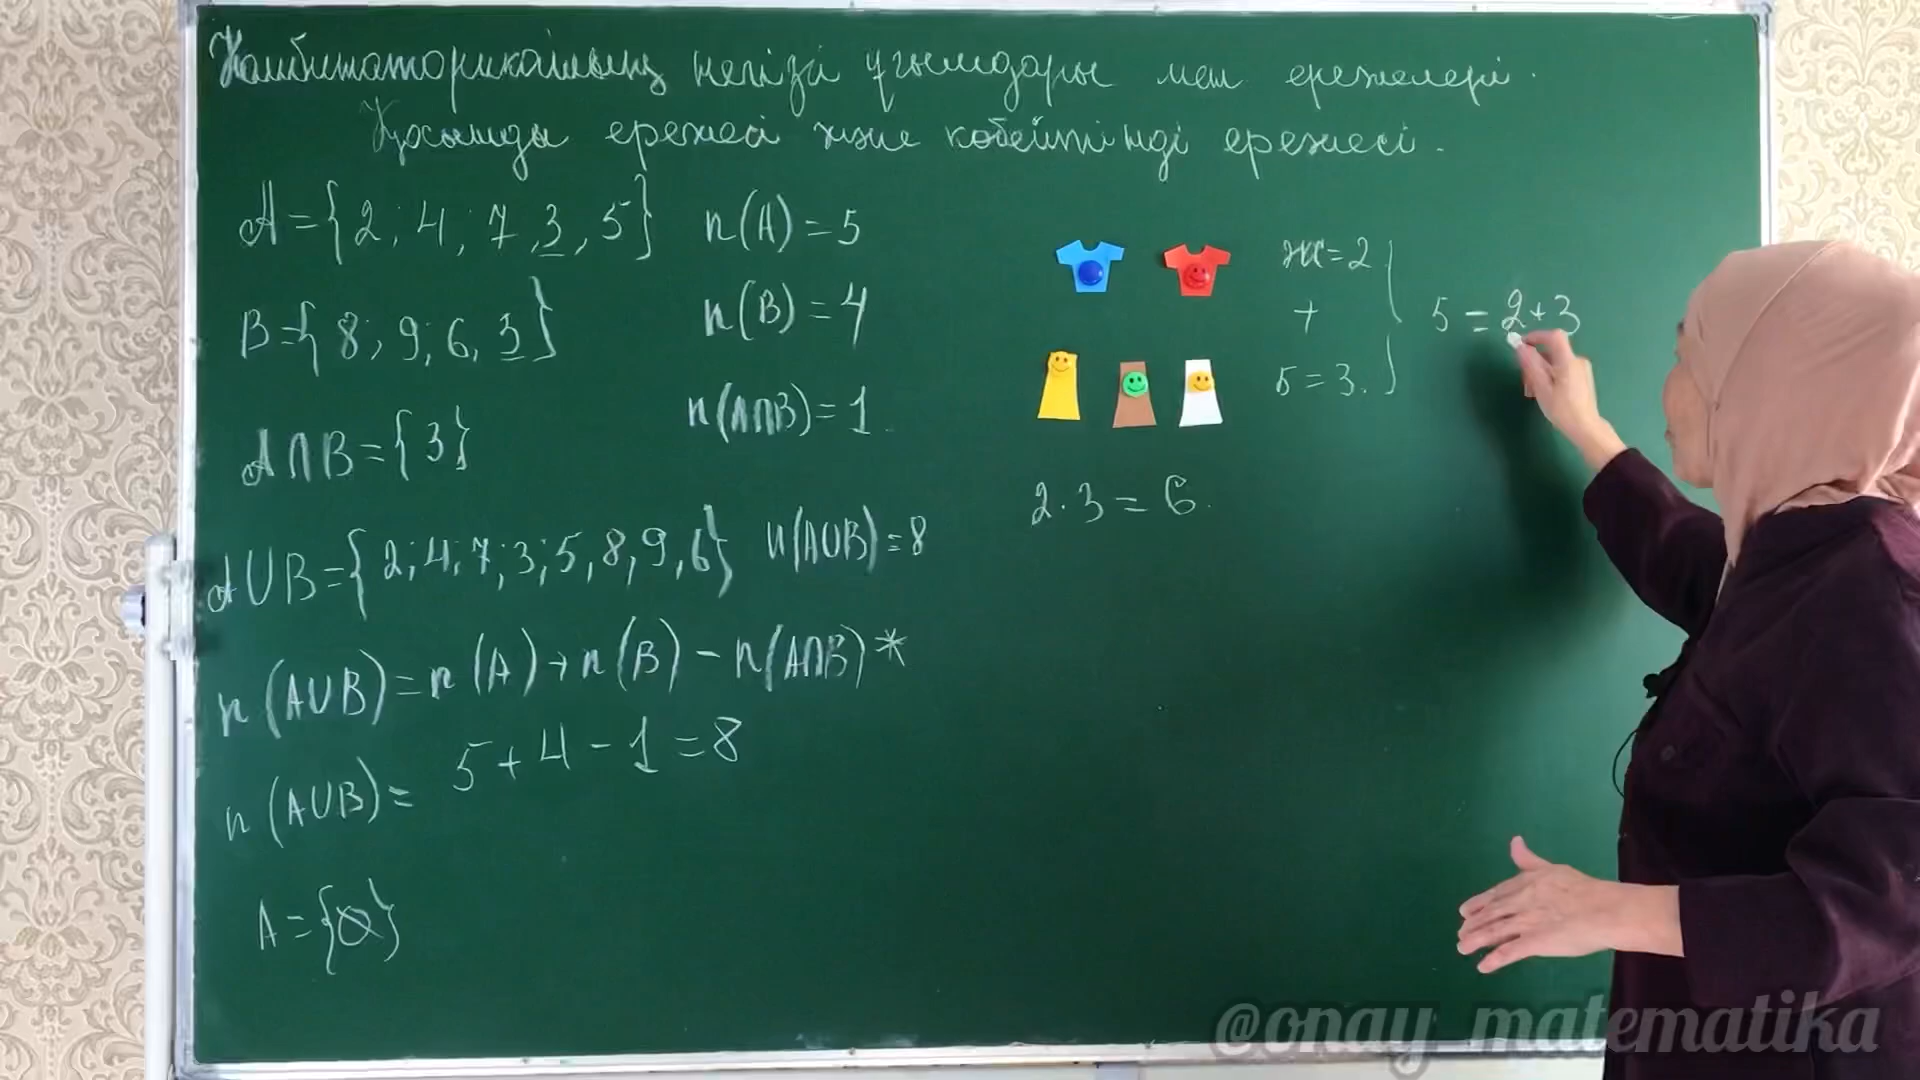 Комбинаториканың негізгі ұғымдары мен ережелері.
Қосынды ережесі және көбейтінді ережесі.
A={2; 4; 7, 3, 5} n(A)=5
B={8; 9; 6, 3} n(B)=4
A∩B={3} n(A∩B)=1.
A∪B={2; 4; 7; 3; 5, 8, 9, 6} n(A∪B)=8
n(A∪B)=n(A)+n(B)-n(A∩B)*
n(A∪B)= 5+4-1=8
A={∅}
ж=2
+
5=3.
5=2+3
2·3=6.
@onay_matematika